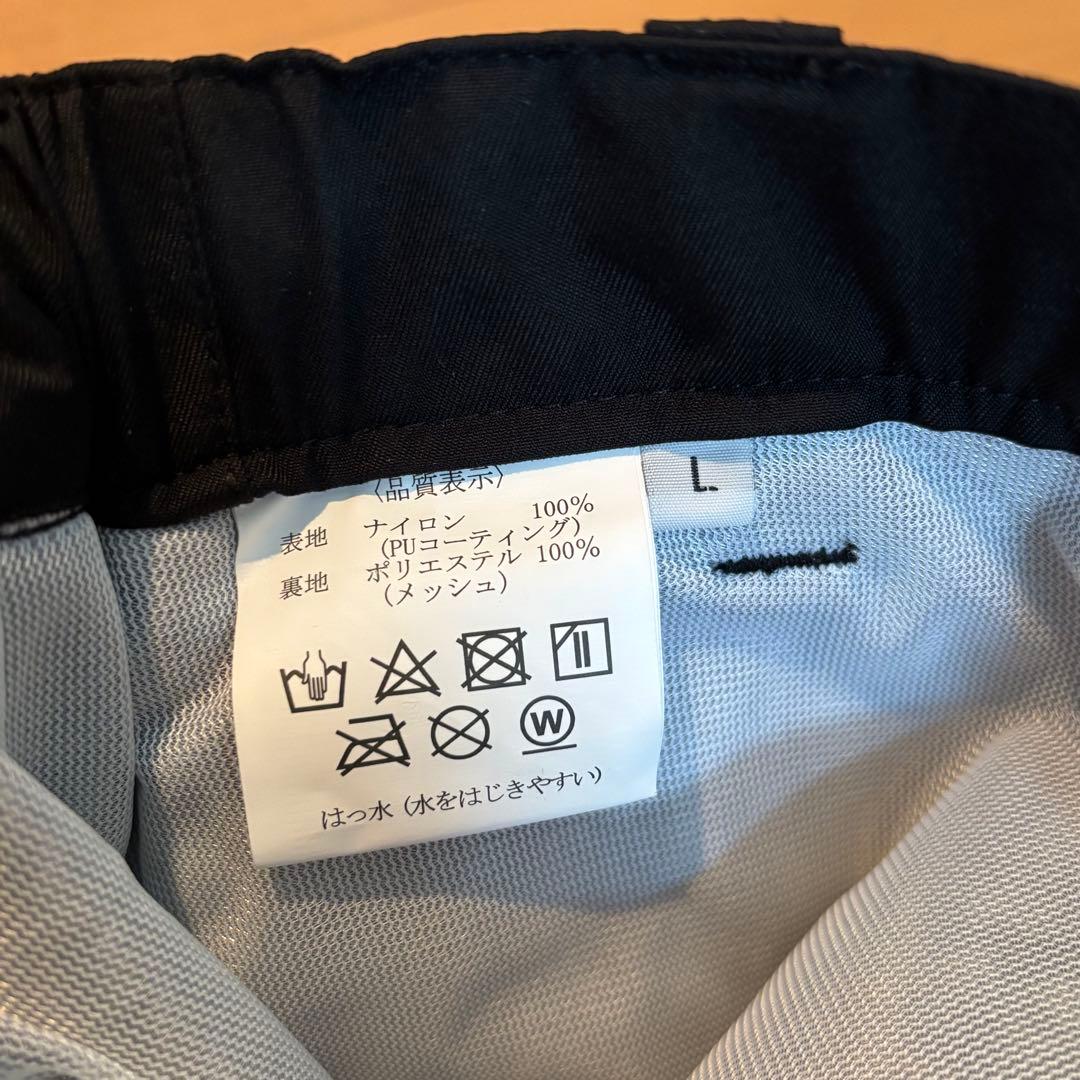 〈品質表示〉
L
表地 ナイロン 100%
(PUコーティング)
裏地 ポリエステル 100%
(メッシュ)
W
はっ水 (水をはじきやすい)